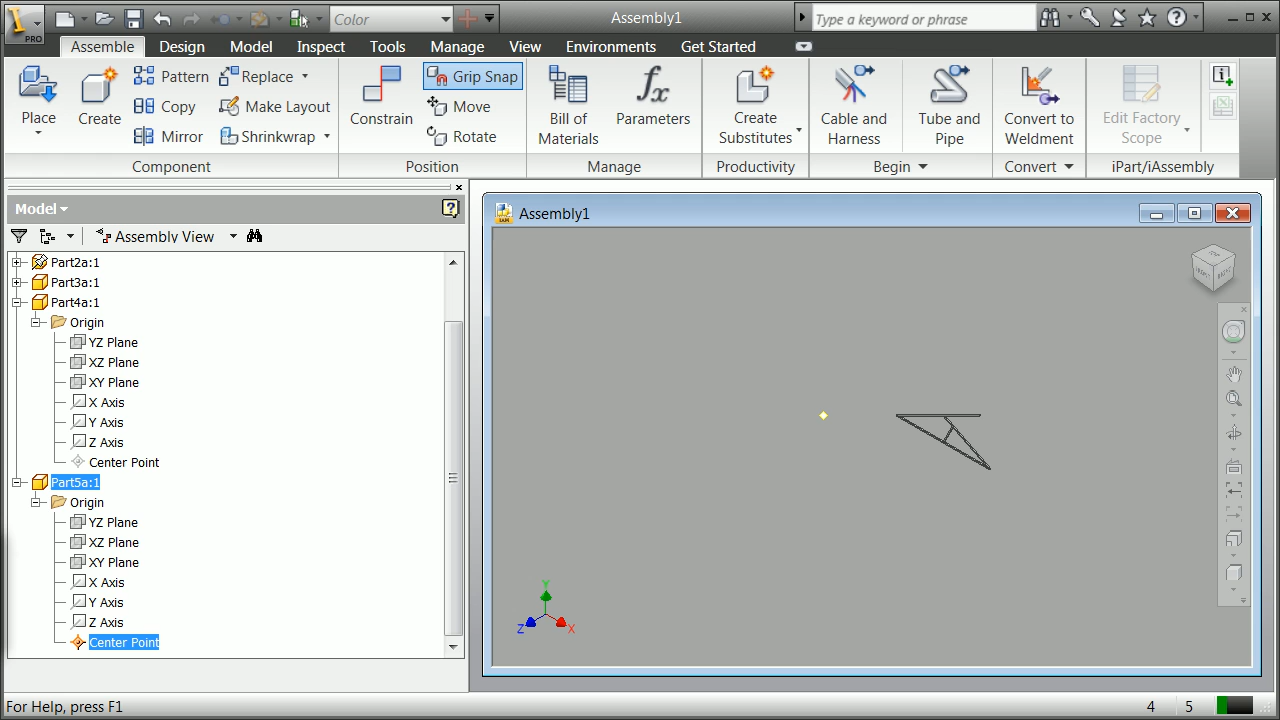 PRO
Color
Assembly1
Type a keyword or phrase
Assemble Design Model Inspect Tools Manage View Environments Get Started
Place
Create
Pattern
Copy
Mirror
Replace
Make Layout
Shrinkwrap
Component
Constrain
Grip Snap
Move
Rotate
Position
Bill of
Materials
Parameters
Manage
Create
Substitutes
Productivity
Cable and
Harness
Tube and
Pipe
Begin
Convert to
Weldment
Convert
Edit Factory
Scope
iPart/iAssembly
Model
Assembly View
Part2a:1
Part3a:1
Part4a:1
Origin
YZ Plane
XZ Plane
XY Plane
X Axis
Y Axis
Z Axis
Center Point
Part5a:1
Origin
YZ Plane
XZ Plane
XY Plane
X Axis
Y Axis
Z Axis
Center Point
Assembly1
Y
Z
X
For Help, press F1
4 5